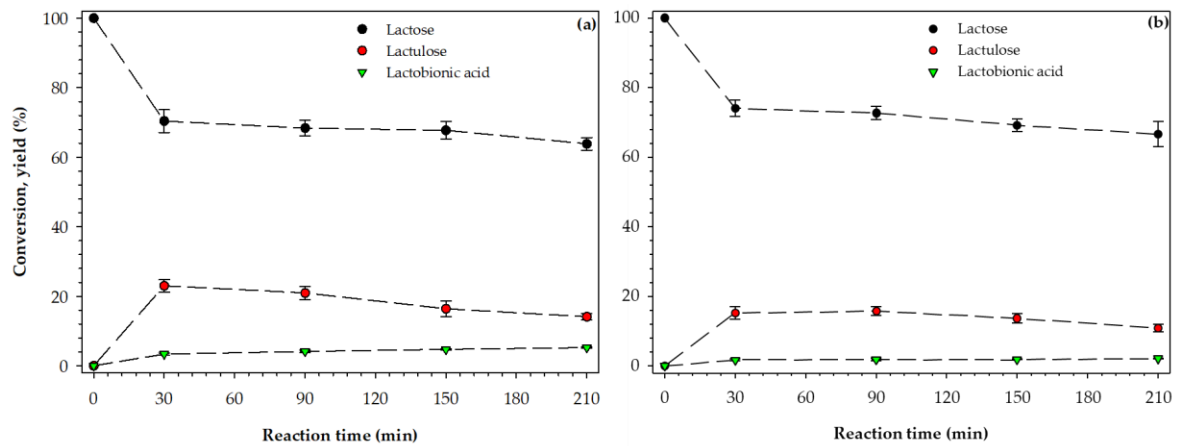 (a)
Lactose
Lactulose
Lactobionic acid
Conversion, yield (%)
100
80
60
40
20
0
0 30 60 90 120 150 180 210
Reaction time (min)
(b)
Lactose
Lactulose
Lactobionic acid
100
80
60
40
20
0
0 30 60 90 120 150 180 210
Reaction time (min)